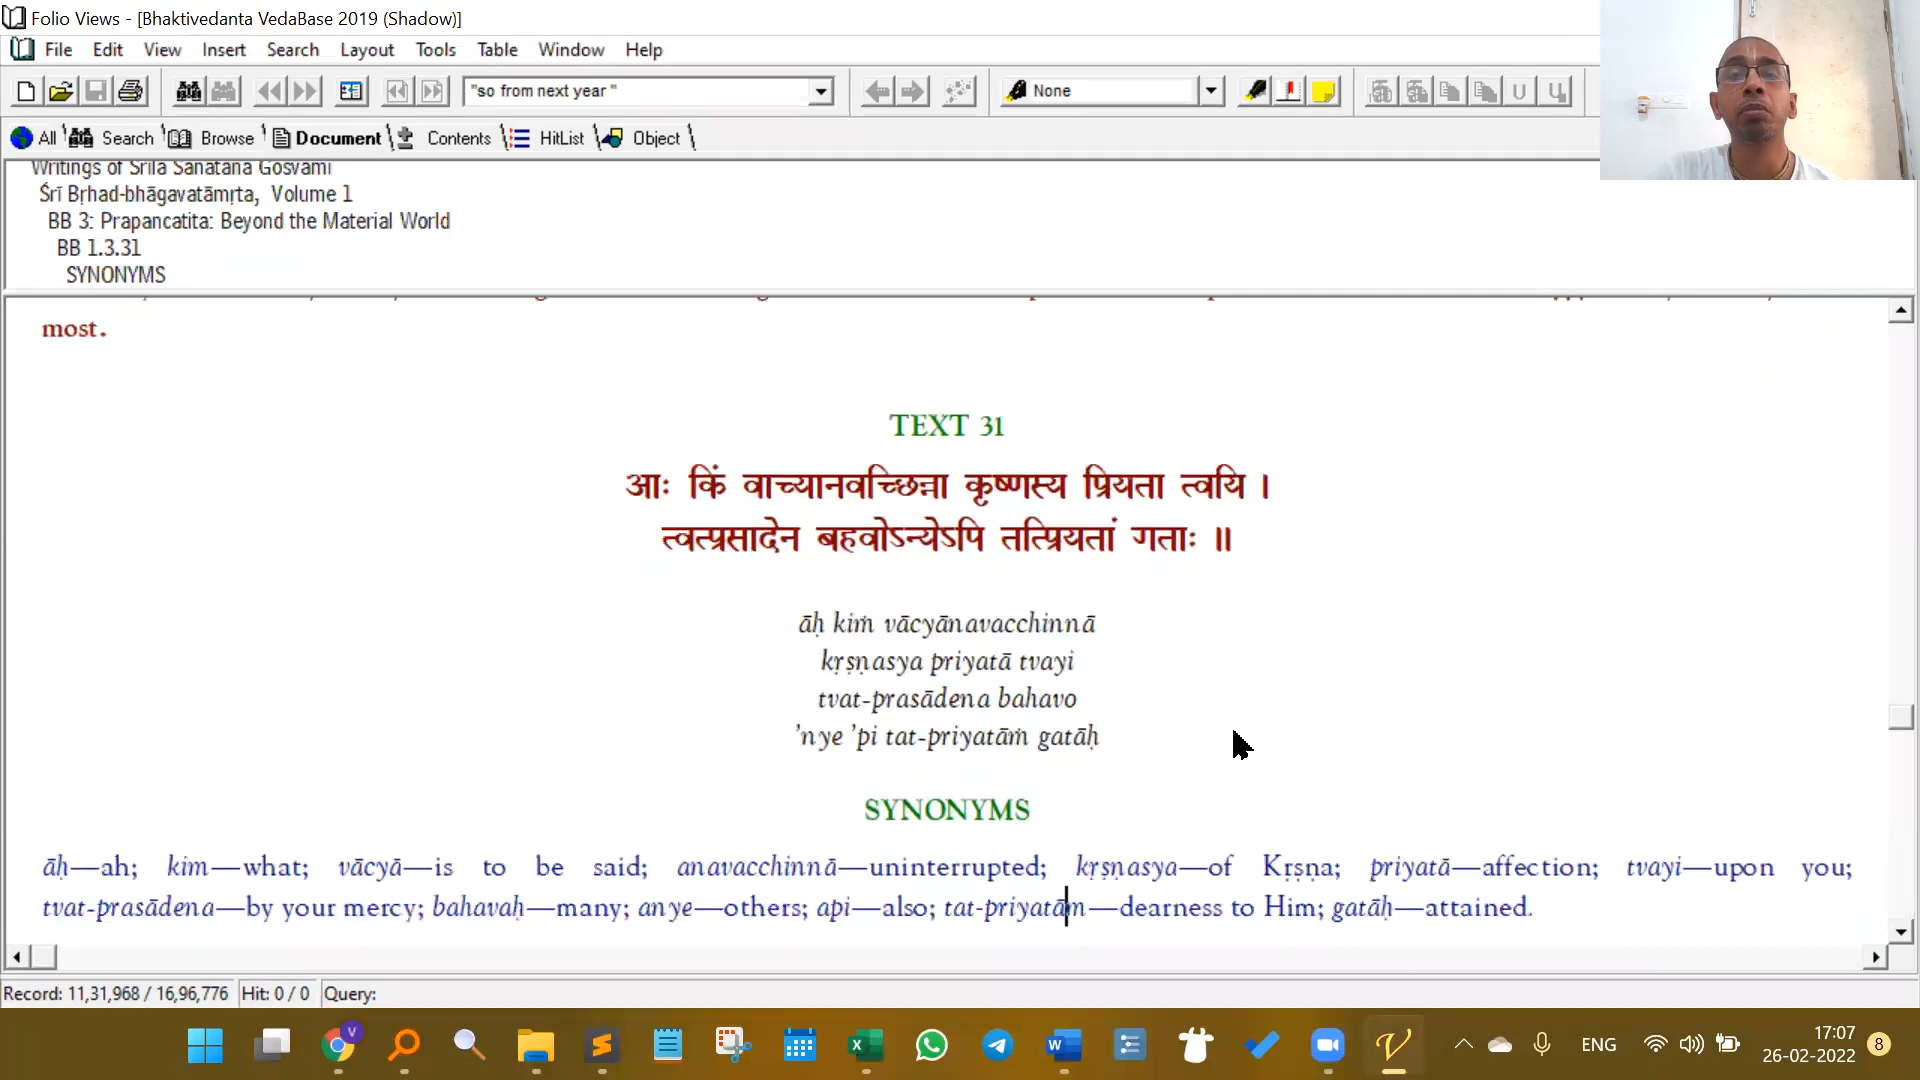 Folio Views - [Bhaktivedanta VedaBase 2019 (Shadow)]
File Edit View Insert Search Layout Tools Table Window Help
"so from next year " None
All Search Browse Document Contents HitList Object
Writings of Srila Sanatana Gosvami
Śrī Bṛhad-bhāgavatāmṛta, Volume 1
BB 3: Prapancatita: Beyond the Material World
BB 1.3.31
SYNONYMS
most.
TEXT 31
आः किं वाच्यानवच्छिन्ना कृष्णस्य प्रियता त्वयि ।
त्वत्प्रसादेन बहवोऽन्येऽपि तत्प्रियतां गताः ॥
āḥ kiṁ vācyānavacchinnā
kṛṣṇasya priyatā tvayi
tvat-prasādena bahavo
’nye ’pi tat-priyatāṁ gatāḥ
SYNONYMS
āḥ—ah; kim—what; vācyā—is to be said; anavacchinnā—uninterrupted; kṛṣṇasya—of Kṛṣṇa; priyatā—affection; tvayi—upon you;
tvat-prasādena—by your mercy; bahavaḥ—many; anye—others; api—also; tat-priyatām—dearness to Him; gatāḥ—attained.
Record: 11,31,968 / 16,96,776 Hit: 0 / 0 Query:
ENG 17:07
26-02-2022 8